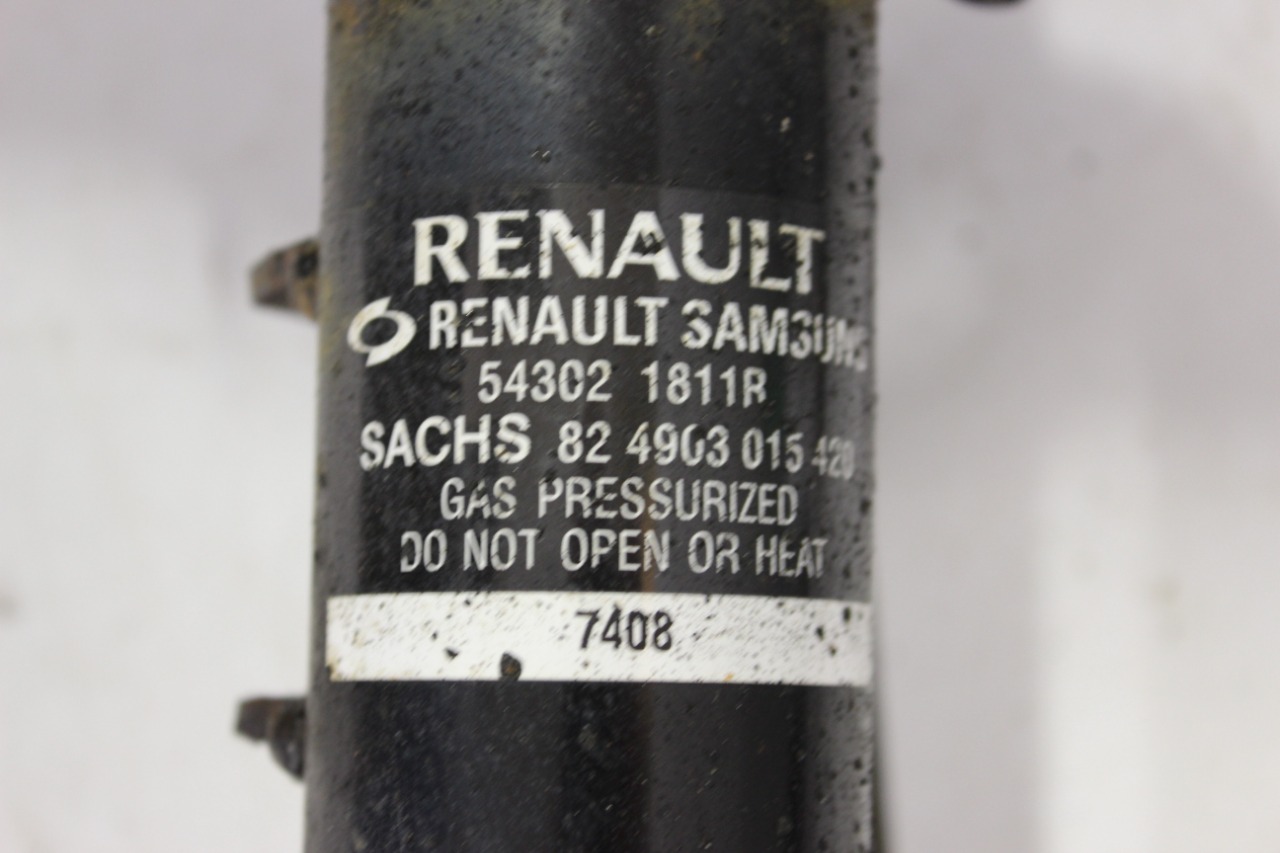 RENAULT
RENAULT SAMSUNG
54302 1811R
SACHS 82 4903 015 420
GAS PRESSURIZED
DO NOT OPEN OR HEAT
7408